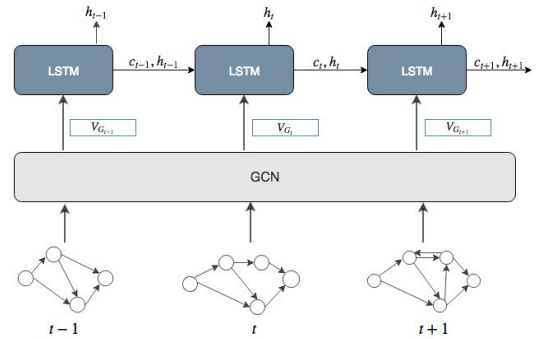 h_{t-1} h_t h_{t+1}
LSTM c_{t-1}, h_{t-1} LSTM c_t, h_t LSTM c_{t+1}, h_{t+1}
V_{G_{t-1}} V_{G_t} V_{G_{t+1}}
GCN
t − 1 t t + 1